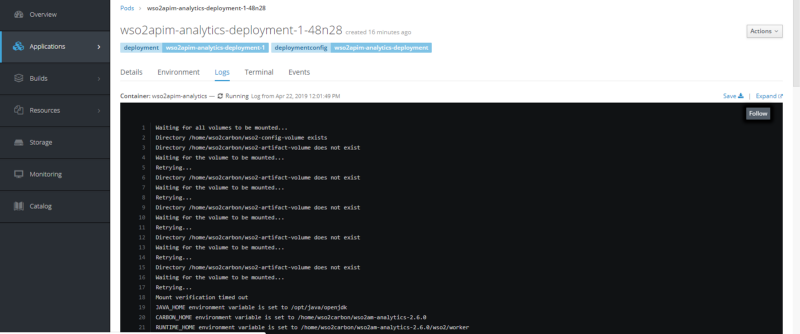 Overview
Applications
Builds
Resources
Storage
Monitoring
Catalog
Pods › wso2apim-analytics-deployment-1-48n28
wso2apim-analytics-deployment-1-48n28 created 16 minutes ago
Actions
deployment wso2apim-analytics-deployment-1 deploymentconfig wso2apim-analytics-deployment
Details Environment Logs Terminal Events
Container: wso2apim-analytics — Running Log from Apr 22, 2019 12:01:49 PM
Save | Expand
Follow
1 Waiting for all volumes to be mounted...
2 Directory /home/wso2carbon/wso2-config-volume exists
3 Directory /home/wso2carbon/wso2-artifact-volume does not exist
4 Waiting for the volume to be mounted...
5 Retrying...
6 Directory /home/wso2carbon/wso2-artifact-volume does not exist
7 Waiting for the volume to be mounted...
8 Retrying...
9 Directory /home/wso2carbon/wso2-artifact-volume does not exist
10 Waiting for the volume to be mounted...
11 Retrying...
12 Directory /home/wso2carbon/wso2-artifact-volume does not exist
13 Waiting for the volume to be mounted...
14 Retrying...
15 Directory /home/wso2carbon/wso2-artifact-volume does not exist
16 Waiting for the volume to be mounted...
17 Retrying...
18 Mount verification timed out
19 JAVA_HOME environment variable is set to /opt/java/openjdk
20 CARBON_HOME environment variable is set to /home/wso2carbon/wso2am-analytics-2.6.0
21 RUNTIME_HOME environment variable is set to /home/wso2carbon/wso2am-analytics-2.6.0/wso2/worker